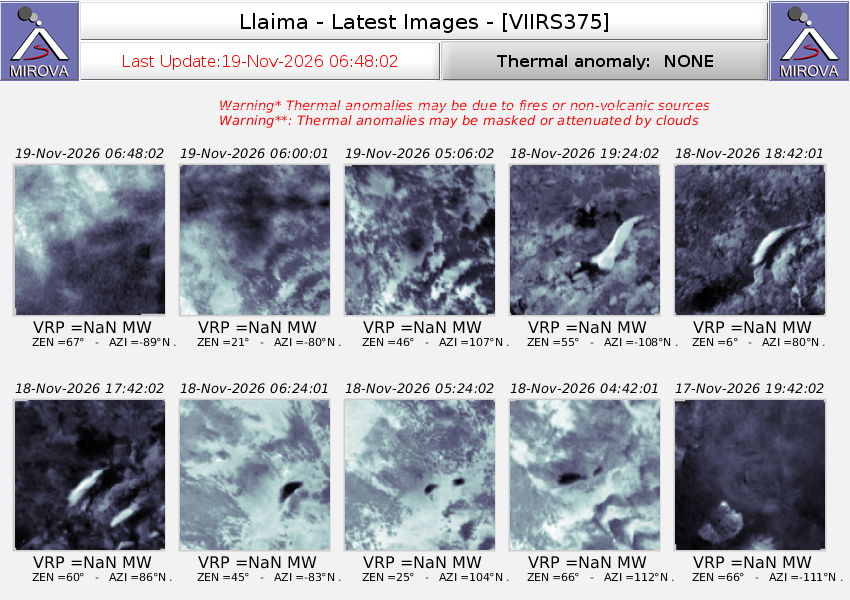 Llaima - Latest Images - [VIIRS375]
MIROVA
Last Update:19-Nov-2026 06:48:02
Thermal anomaly: NONE
MIROVA
Warning* Thermal anomalies may be due to fires or non-volcanic sources
Warning**: Thermal anomalies may be masked or attenuated by clouds
19-Nov-2026 06:48:02 19-Nov-2026 06:00:01 19-Nov-2026 05:06:02 18-Nov-2026 19:24:02 18-Nov-2026 18:42:01
VRP =NaN MW VRP =NaN MW VRP =NaN MW VRP =NaN MW VRP =NaN MW
ZEN =67° - AZI =-89°N . ZEN =21° - AZI =-80°N . ZEN =46° - AZI =107°N . ZEN =55° - AZI =-108°N . ZEN =6° - AZI =80°N .
18-Nov-2026 17:42:02 18-Nov-2026 06:24:01 18-Nov-2026 05:24:02 18-Nov-2026 04:42:01 17-Nov-2026 19:42:02
VRP =NaN MW VRP =NaN MW VRP =NaN MW VRP =NaN MW VRP =NaN MW
ZEN =60° - AZI =86°N . ZEN =45° - AZI =-83°N . ZEN =25° - AZI =104°N . ZEN =66° - AZI =112°N . ZEN =66° - AZI =-111°N .